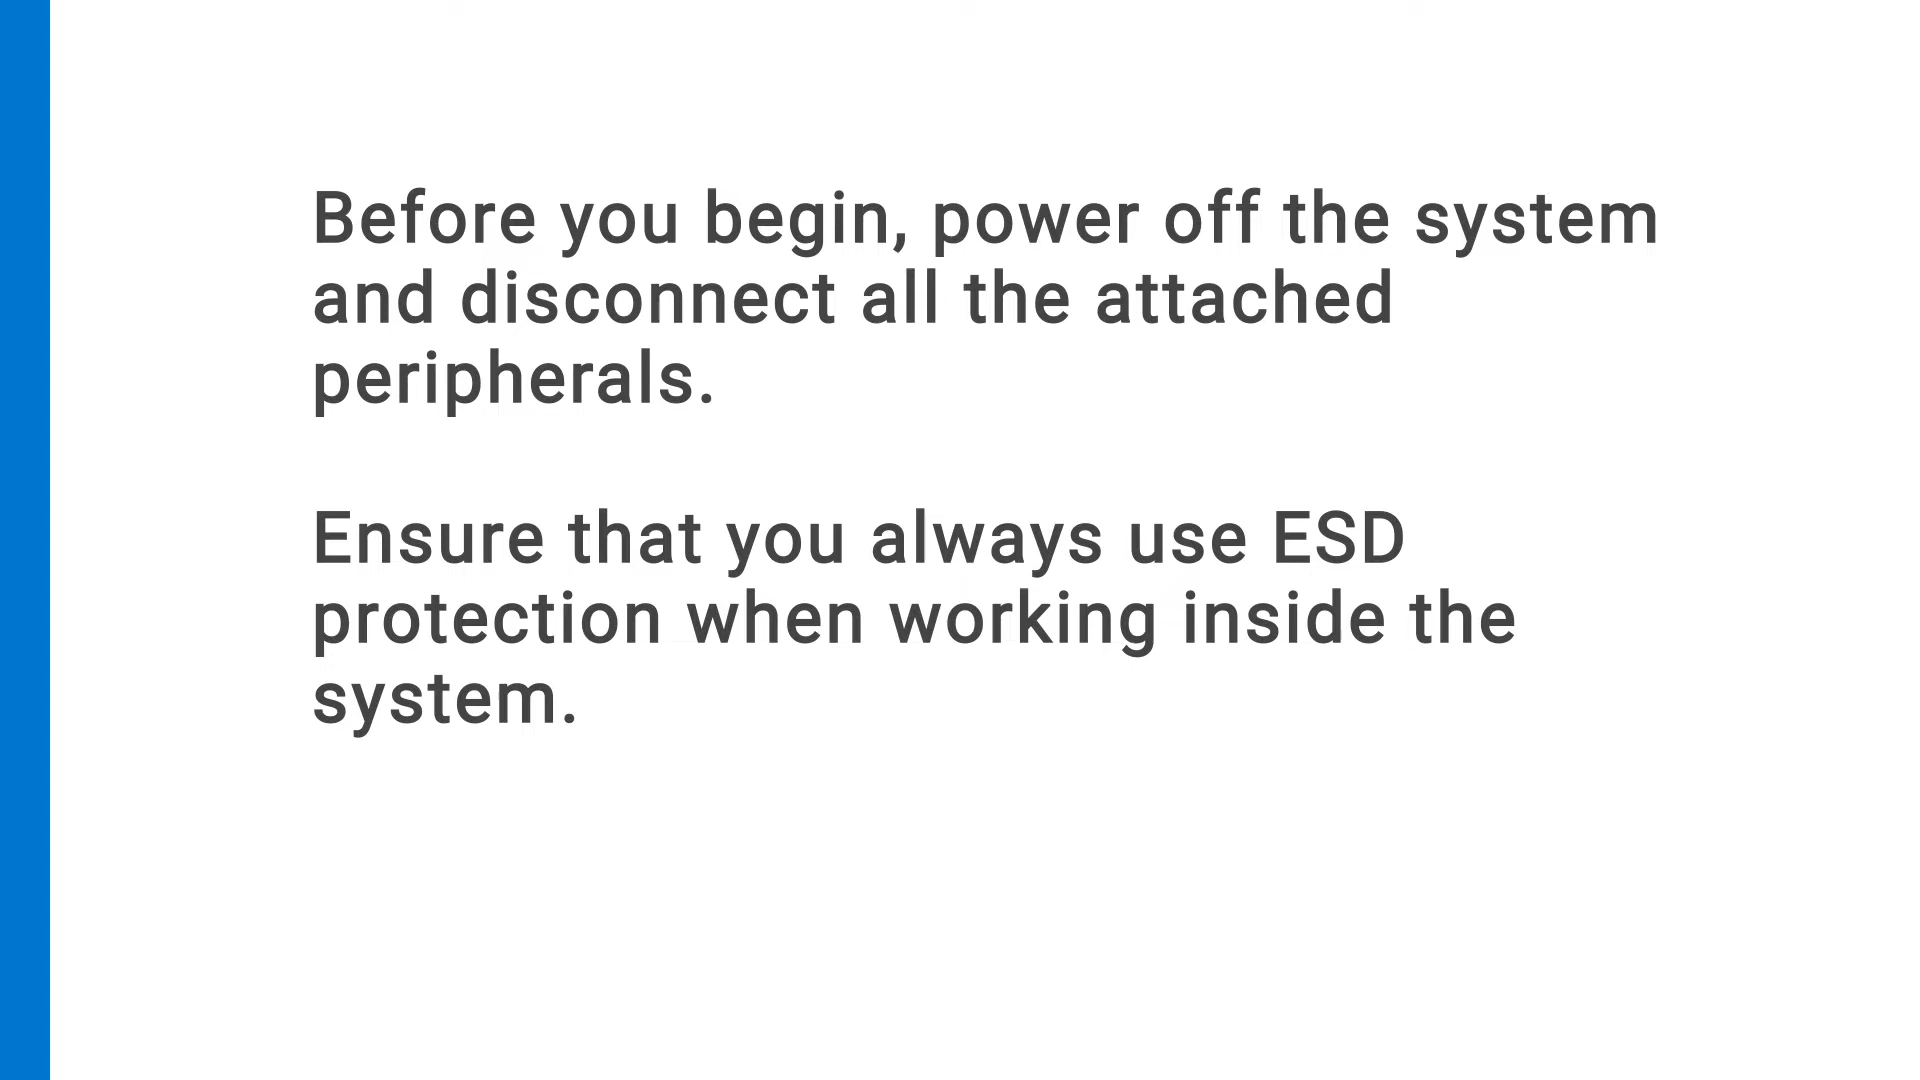 Before you begin, power off the system
and disconnect all the attached
peripherals.
Ensure that you always use ESD
protection when working inside the
system.